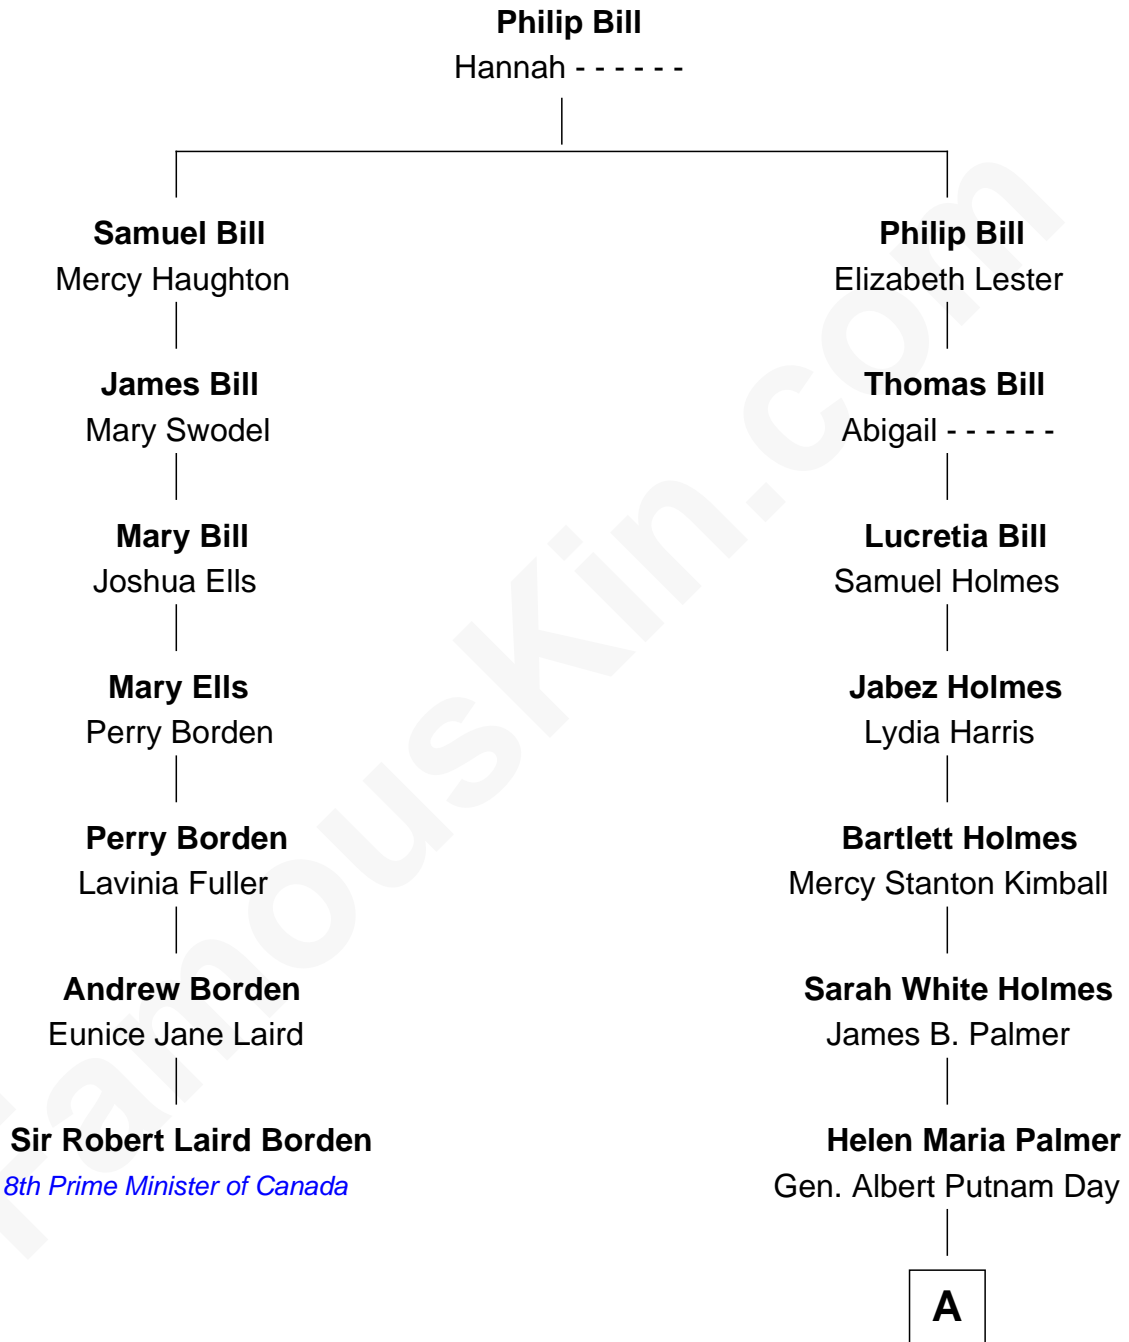 Philip Bill
Hannah - - - - - -
Samuel Bill
Mercy Haughton
Philip Bill
Elizabeth Lester
James Bill
Mary Swodel
Thomas Bill
Abigail - - - - - -
Mary Bill
Joshua Ells
Lucretia Bill
Samuel Holmes
Mary Ells
Perry Borden
Jabez Holmes
Lydia Harris
Perry Borden
Lavinia Fuller
Bartlett Holmes
Mercy Stanton Kimball
Andrew Borden
Eunice Jane Laird
Sarah White Holmes
James B. Palmer
Sir Robert Laird Borden
8th Prime Minister of Canada
Helen Maria Palmer
Gen. Albert Putnam Day
A
FamousKin.com